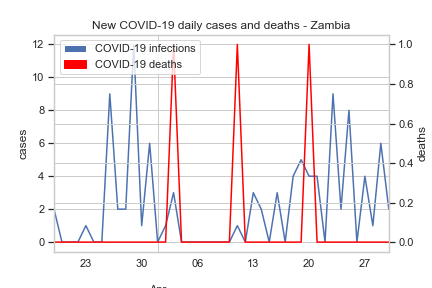 New COVID-19 daily cases and deaths - Zambia
COVID-19 infections
COVID-19 deaths
12
10
8
6
4
2
0
cases
1.0
0.8
0.6
0.4
0.2
0.0
deaths
23 30 06 13 20 27